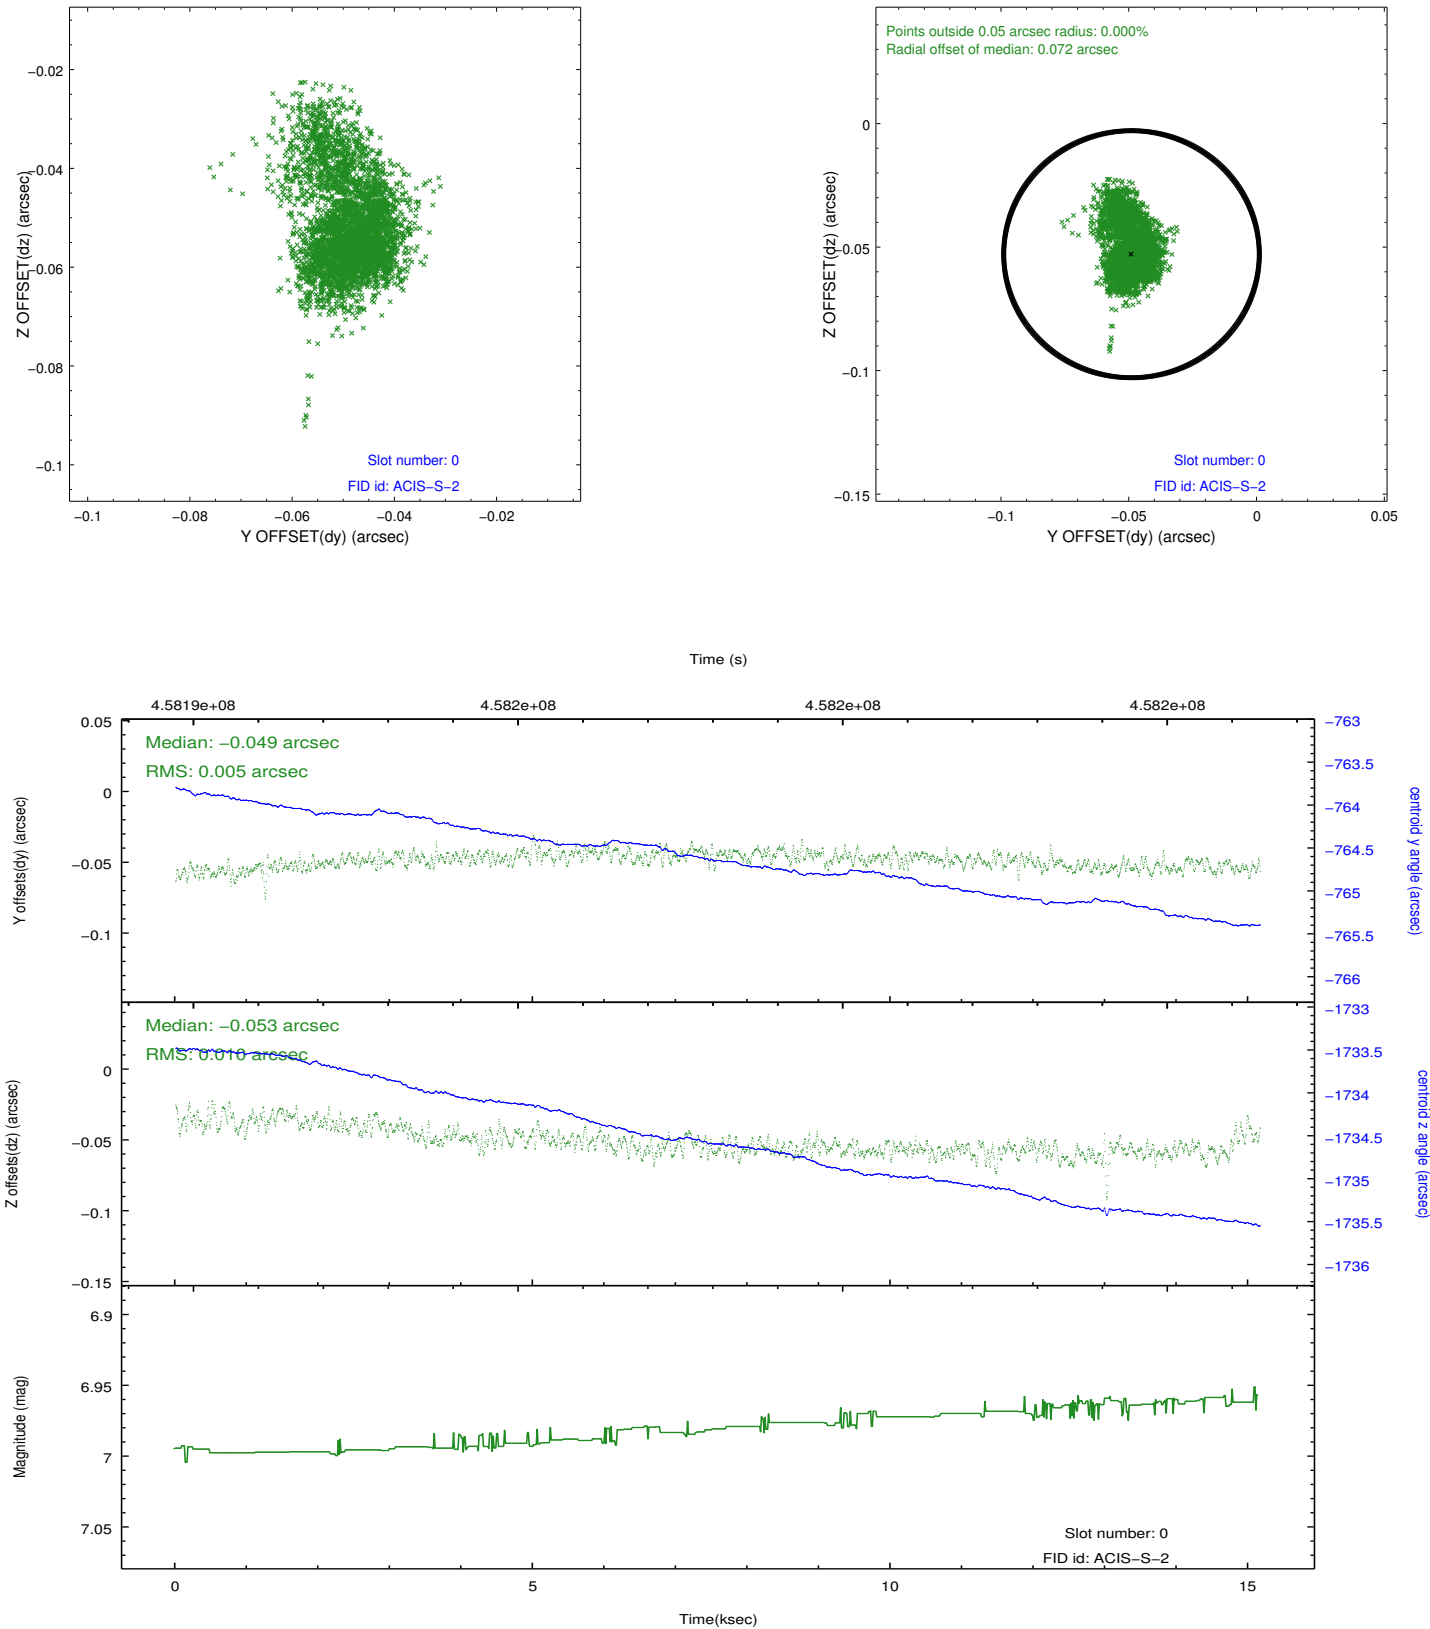 −0.02
−0.04
−0.06
−0.08
−0.1
Z OFFSET(dz) (arcsec)
Slot number: 0
FID id: ACIS−S−2
−0.1
−0.08
−0.06
−0.04
−0.02
Y OFFSET(dy) (arcsec)
Points outside 0.05 arcsec radius: 0.000%
Radial offset of median: 0.072 arcsec
0
−0.05
−0.1
−0.15
Z OFFSET(dz) (arcsec)
Slot number: 0
FID id: ACIS−S−2
−0.1
−0.05
0
0.05
Y OFFSET(dy) (arcsec)
Time (s)
4.5819e+08
4.582e+08
4.582e+08
4.582e+08
0.05
0
−0.05
−0.1
Y offsets(dy) (arcsec)
Median: −0.049 arcsec
RMS: 0.005 arcsec
−763
−763.5
−764
−764.5
−765
−765.5
−766
centroid y angle (arcsec)
0
−0.05
−0.1
−0.15
Z offsets(dz) (arcsec)
Median: −0.053 arcsec
RMS: 0.010 arcsec
−1733
−1733.5
−1734
−1734.5
−1735
−1735.5
−1736
centroid z angle (arcsec)
6.9
6.95
7
7.05
Magnitude (mag)
Slot number: 0
FID id: ACIS−S−2
0
5
10
15
Time(ksec)